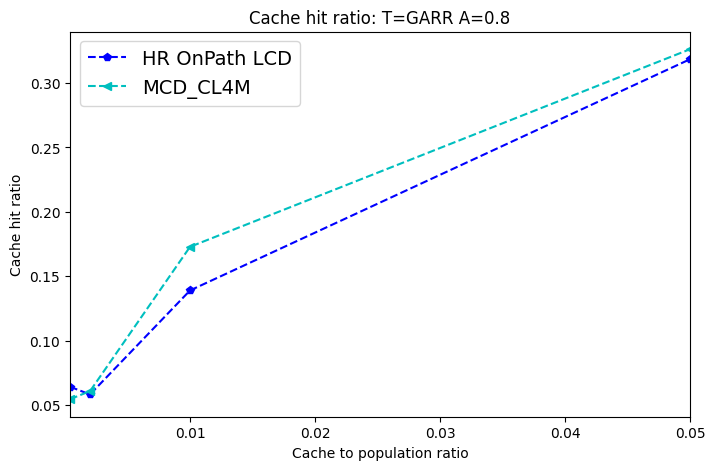 Cache hit ratio: T=GARR A=0.8
HR OnPath LCD
MCD_CL4M
Cache hit ratio
0.30
0.25
0.20
0.15
0.10
0.05
0.01 0.02 0.03 0.04 0.05
Cache to population ratio